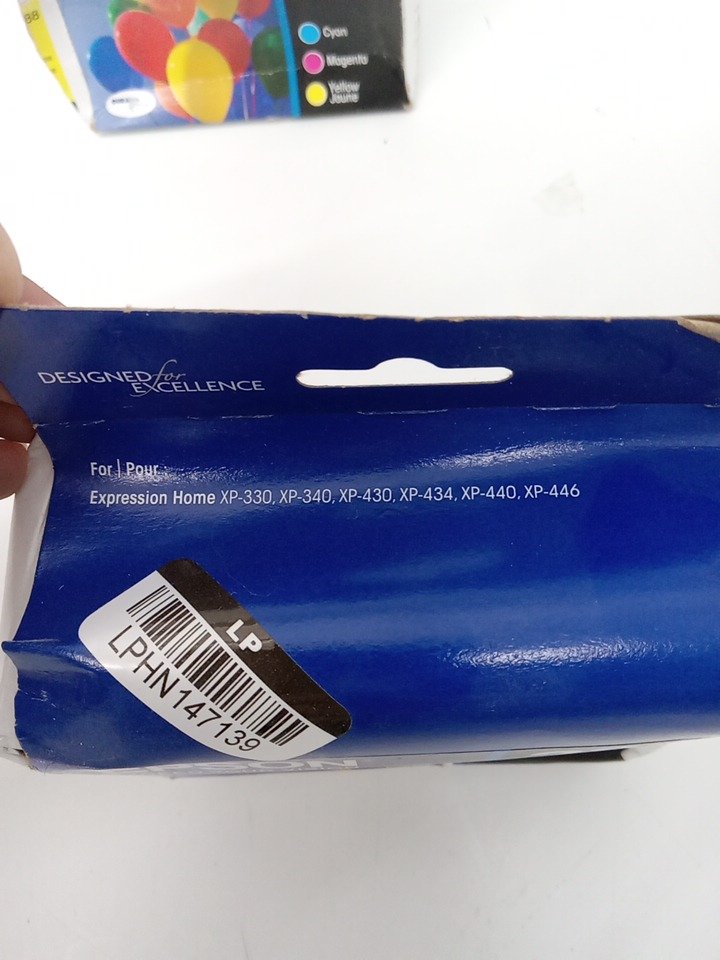 88
Cyan
Magenta
Yellow
Jaune
DESIGNED for
EXCELLENCE
For | Pour
Expression Home XP-330, XP-340, XP-430, XP-434, XP-440, XP-446
LP
LPHN147139